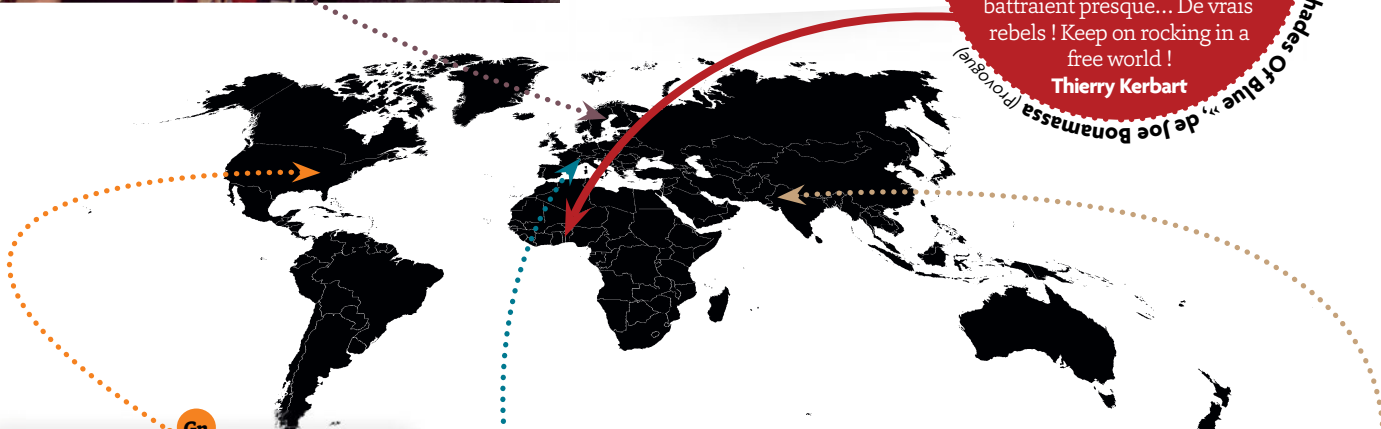 battraient presque... De vrais
rebels ! Keep on rocking in a
free world !
Thierry Kerbart
hades Of Blue », de Joe Bonamassa (Provogue)
Gp